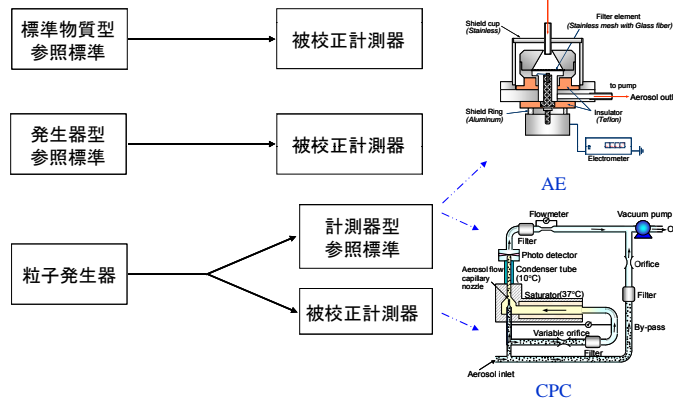 標準物質型
参照標準
被校正計測器
発生器型
参照標準
被校正計測器
粒子発生器
計測器型
参照標準
被校正計測器
Shield cup
(Stainless)
Filter element
(Stainless mesh with Glass fiber)
to pump
Aerosol outl
Shield Ring
(Aluminum)
Insulator
(Teflon)
Electrometer
AE
Flowmeter
Vacuum pump
O
Filter
Photo detector
Orifice
Aerosol flow
capillary
nozzle
Condenser tube
(10°C)
Saturator(37°C)
Filter
Variable orifice
By-pass
Filter
Aerosol inlet
CPC